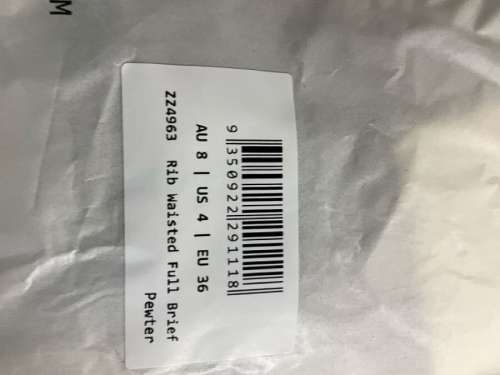 M
9 350922 291118
AU 8 | US 4 | EU 36
ZZ4963 Rib Waisted Full Brief
Pewter